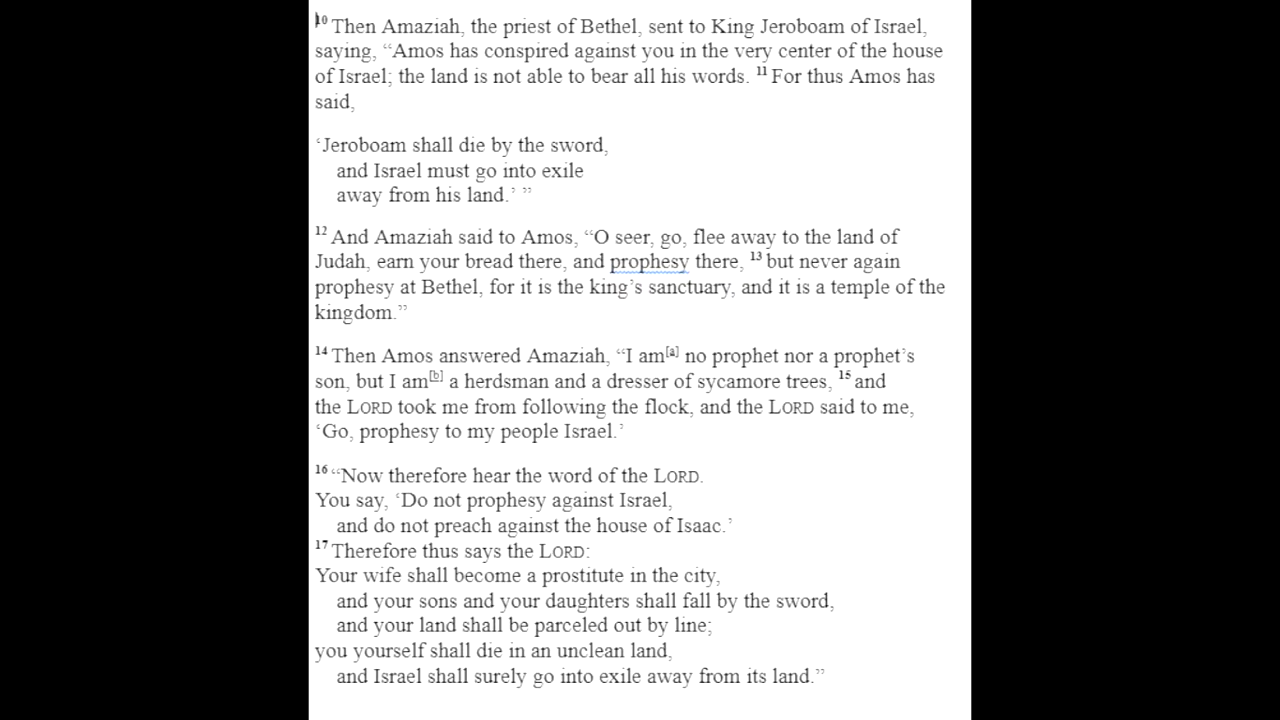 10 Then Amaziah, the priest of Bethel, sent to King Jeroboam of Israel,
saying, “Amos has conspired against you in the very center of the house
of Israel; the land is not able to bear all his words. 11 For thus Amos has
said,
‘Jeroboam shall die by the sword,
and Israel must go into exile
away from his land.’ ”
12 And Amaziah said to Amos, “O seer, go, flee away to the land of
Judah, earn your bread there, and prophesy there, 13 but never again
prophesy at Bethel, for it is the king’s sanctuary, and it is a temple of the
kingdom.”
14 Then Amos answered Amaziah, “I am[a] no prophet nor a prophet’s
son, but I am[b] a herdsman and a dresser of sycamore trees, 15 and
the LORD took me from following the flock, and the LORD said to me,
‘Go, prophesy to my people Israel.’
16 “Now therefore hear the word of the LORD.
You say, ‘Do not prophesy against Israel,
and do not preach against the house of Isaac.’
17 Therefore thus says the LORD:
Your wife shall become a prostitute in the city,
and your sons and your daughters shall fall by the sword,
and your land shall be parceled out by line;
you yourself shall die in an unclean land,
and Israel shall surely go into exile away from its land.”